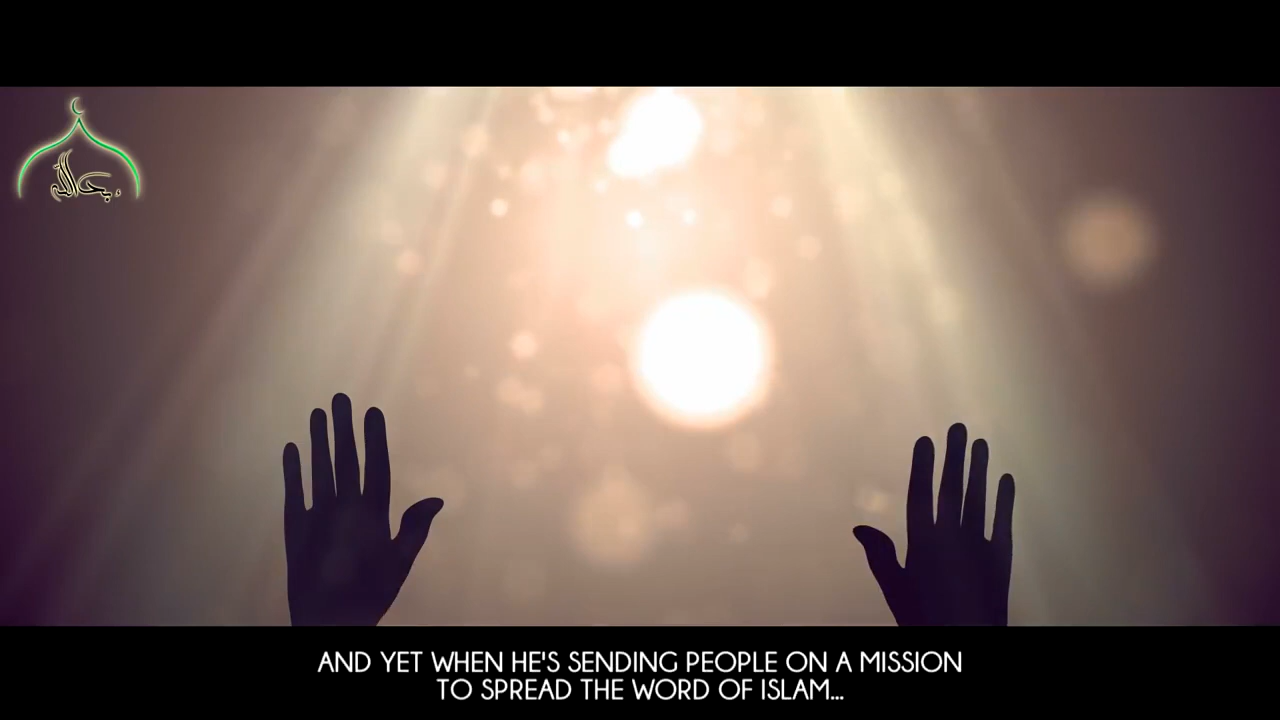 AND YET WHEN HE'S SENDING PEOPLE ON A MISSION
TO SPREAD THE WORD OF ISLAM...